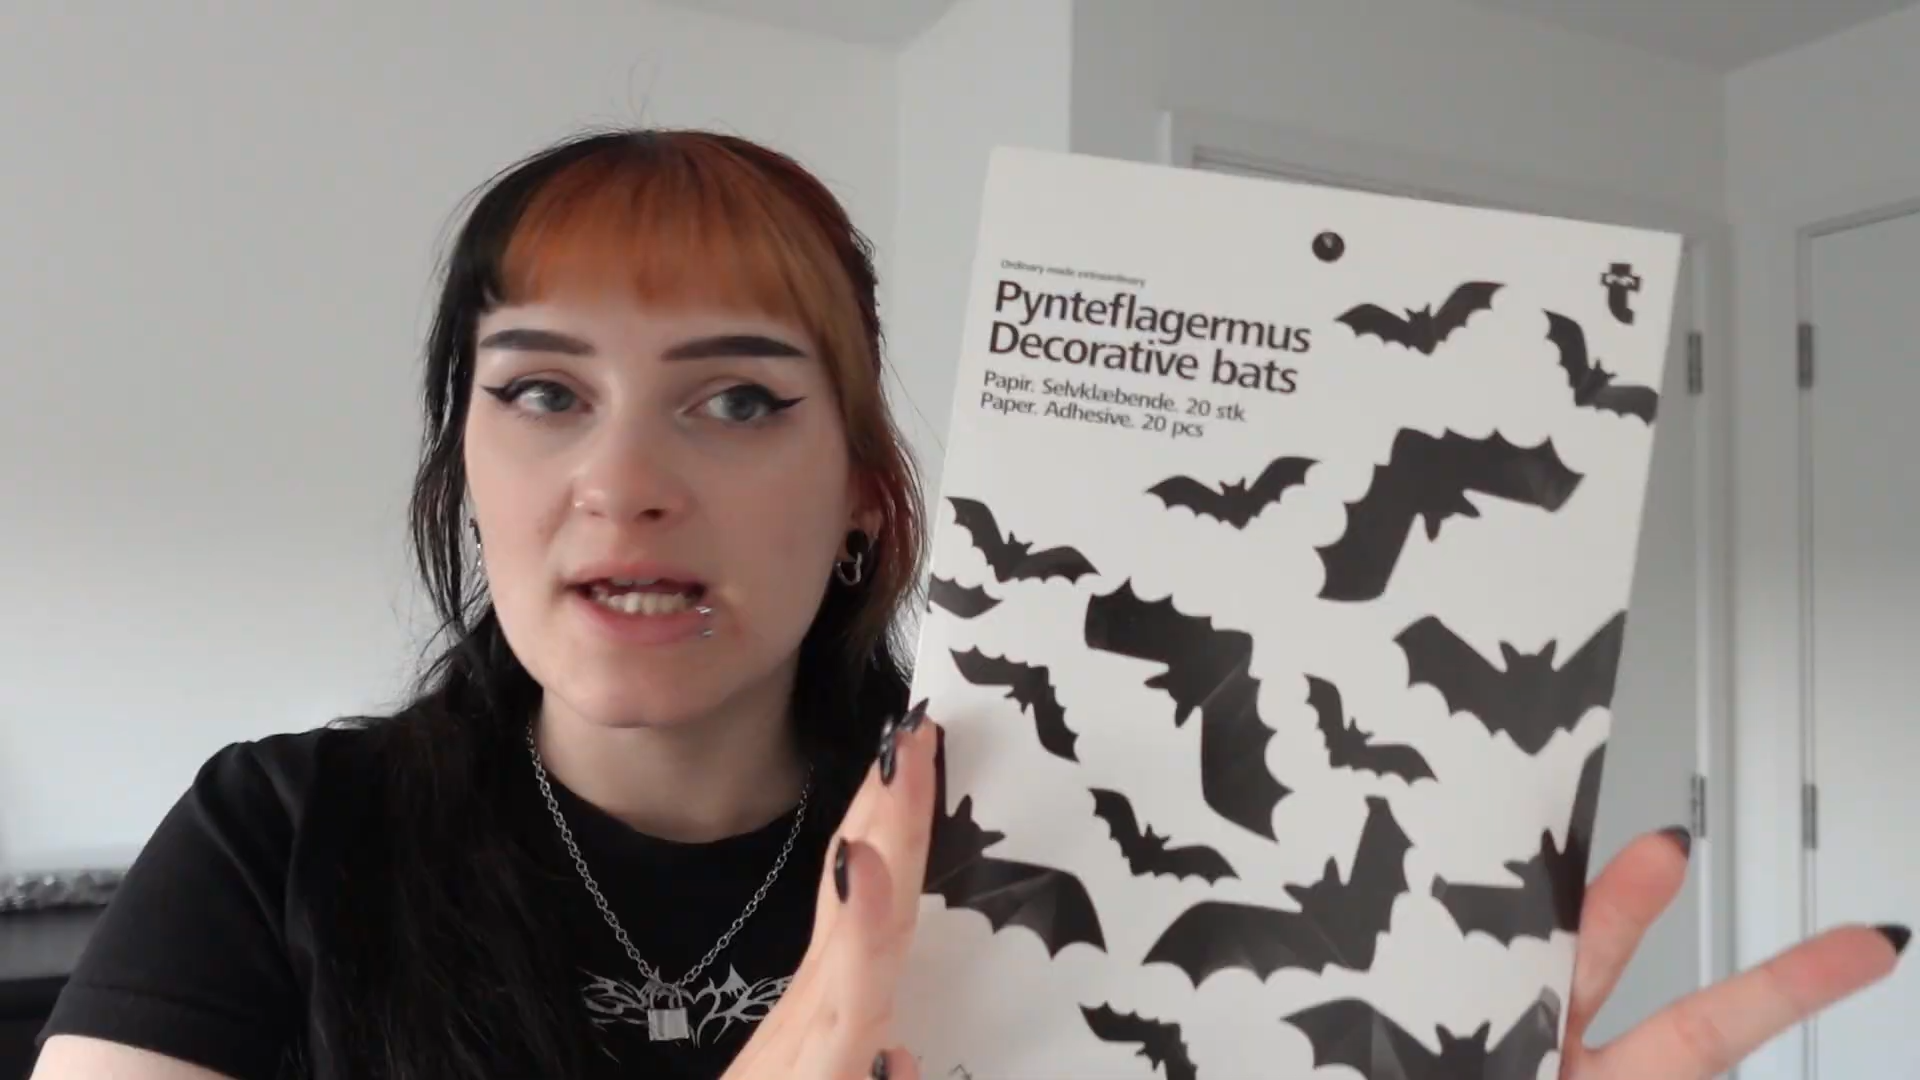 Ordinary made extraordinary
Pynteflagermus
Decorative bats
Papir. Selvklæbende. 20 stk
Paper. Adhesive. 20 pcs